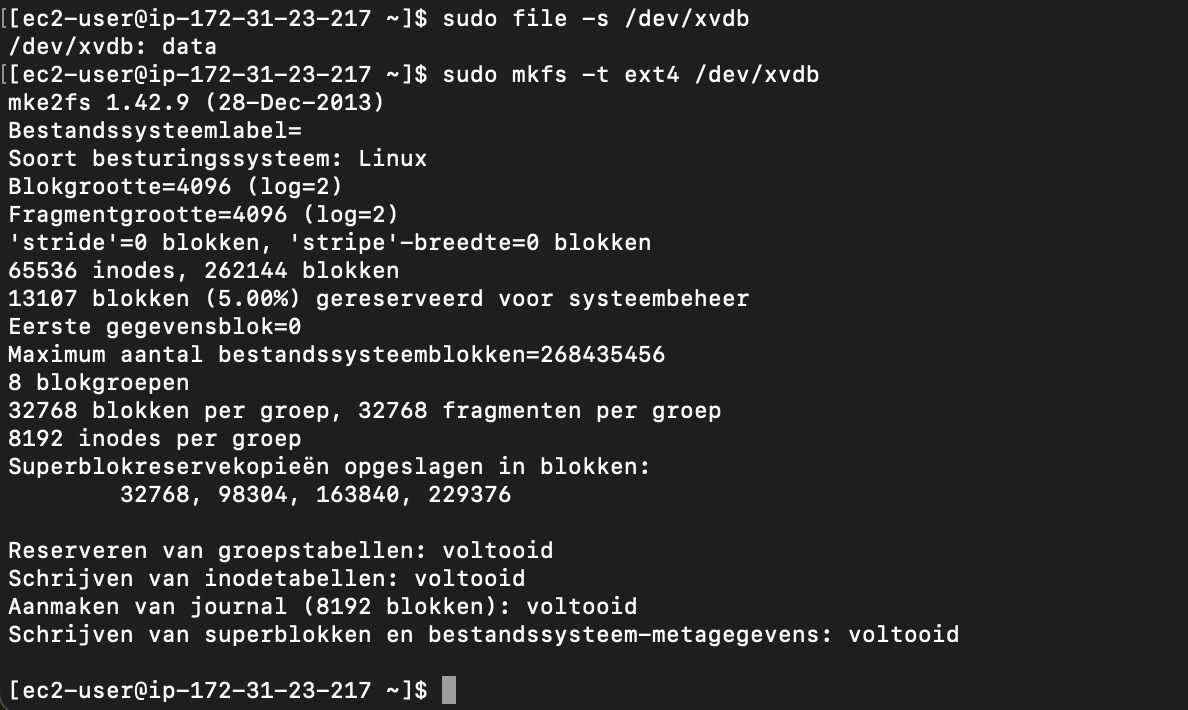 [[ec2-user@ip-172-31-23-217 ~]$ sudo file -s /dev/xvdb
/dev/xvdb: data
[[ec2-user@ip-172-31-23-217 ~]$ sudo mkfs -t ext4 /dev/xvdb
mke2fs 1.42.9 (28-Dec-2013)
Bestandssysteemlabel=
Soort besturingssysteem: Linux
Blokgrootte=4096 (log=2)
Fragmentgrootte=4096 (log=2)
'stride'=0 blokken, 'stripe'-breedte=0 blokken
65536 inodes, 262144 blokken
13107 blokken (5.00%) gereserveerd voor systeembeheer
Eerste gegevensblok=0
Maximum aantal bestandssysteemblokken=268435456
8 blokgroepen
32768 blokken per groep, 32768 fragmenten per groep
8192 inodes per groep
Superblokreservekopieën opgeslagen in blokken:
        32768, 98304, 163840, 229376

Reserveren van groepstabellen: voltooid
Schrijven van inodetabellen: voltooid
Aanmaken van journal (8192 blokken): voltooid
Schrijven van superblokken en bestandssysteem-metagegevens: voltooid

[ec2-user@ip-172-31-23-217 ~]$